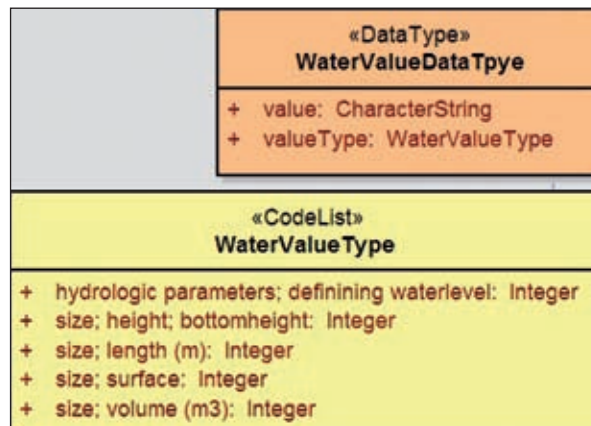 «DataType»
WaterValueDataTpye
+ value: CharacterString
+ valueType: WaterValueType
«CodeList»
WaterValueType
+ hydrologic parameters; definining waterlevel: Integer
+ size; height; bottomheight: Integer
+ size; length (m): Integer
+ size; surface: Integer
+ size; volume (m3): Integer